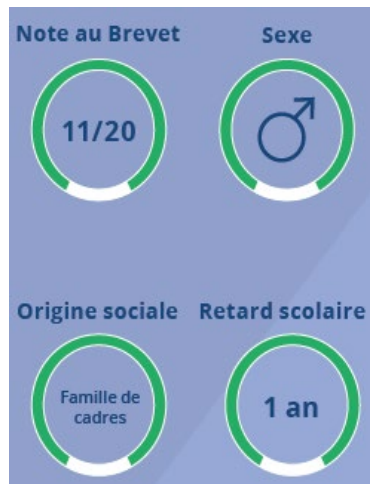 Note au Brevet
Sexe
11/20
Origine sociale
Retard scolaire
Famille de
cadres
1 an